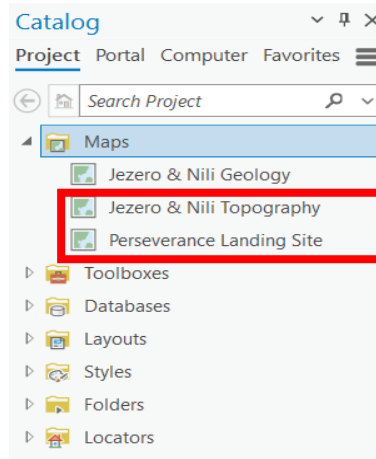 Catalog
Project Portal Computer Favorites
Search Project
Maps
Jezero & Nili Geology
Jezero & Nili Topography
Perseverance Landing Site
Toolboxes
Databases
Layouts
Styles
Folders
Locators